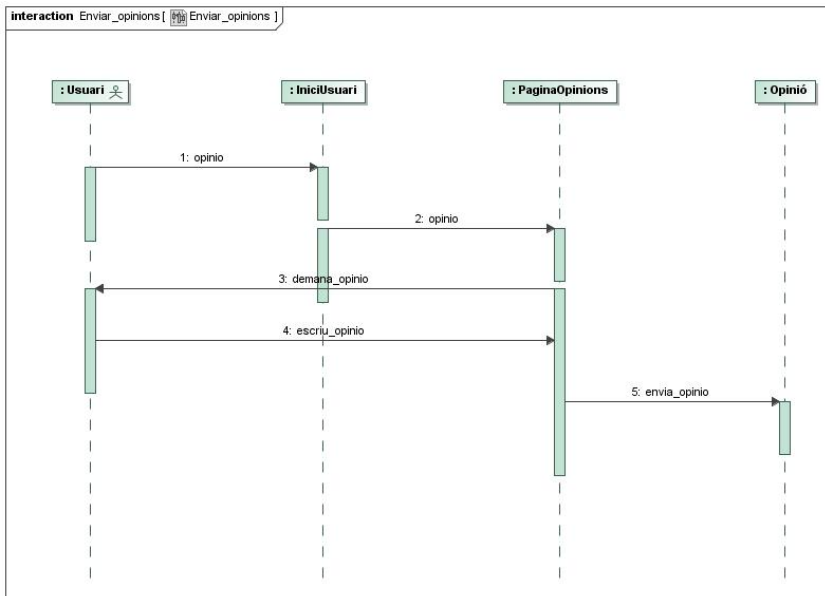 interaction Enviar_opinions[ Enviar_opinions ]
: Usuari
: IniciUsuari
: PaginaOpinions
: Opinió
1: opinio
2: opinio
3: demana_opinio
4: escriu_opinio
5: envia_opinio